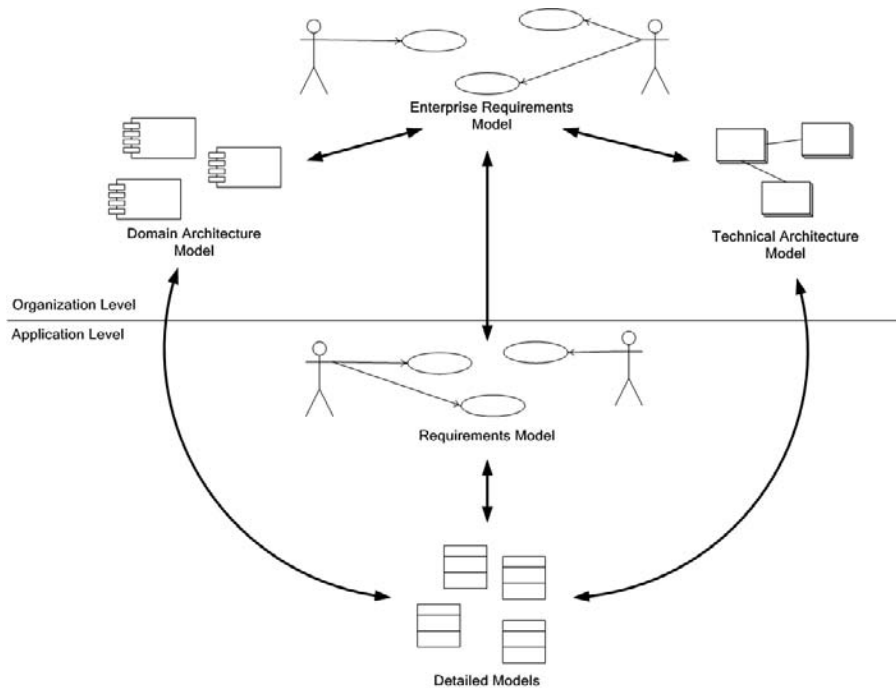 Enterprise Requirements
Model
Domain Architecture
Model
Technical Architecture
Model
Organization Level
Application Level
Requirements Model
Detailed Models